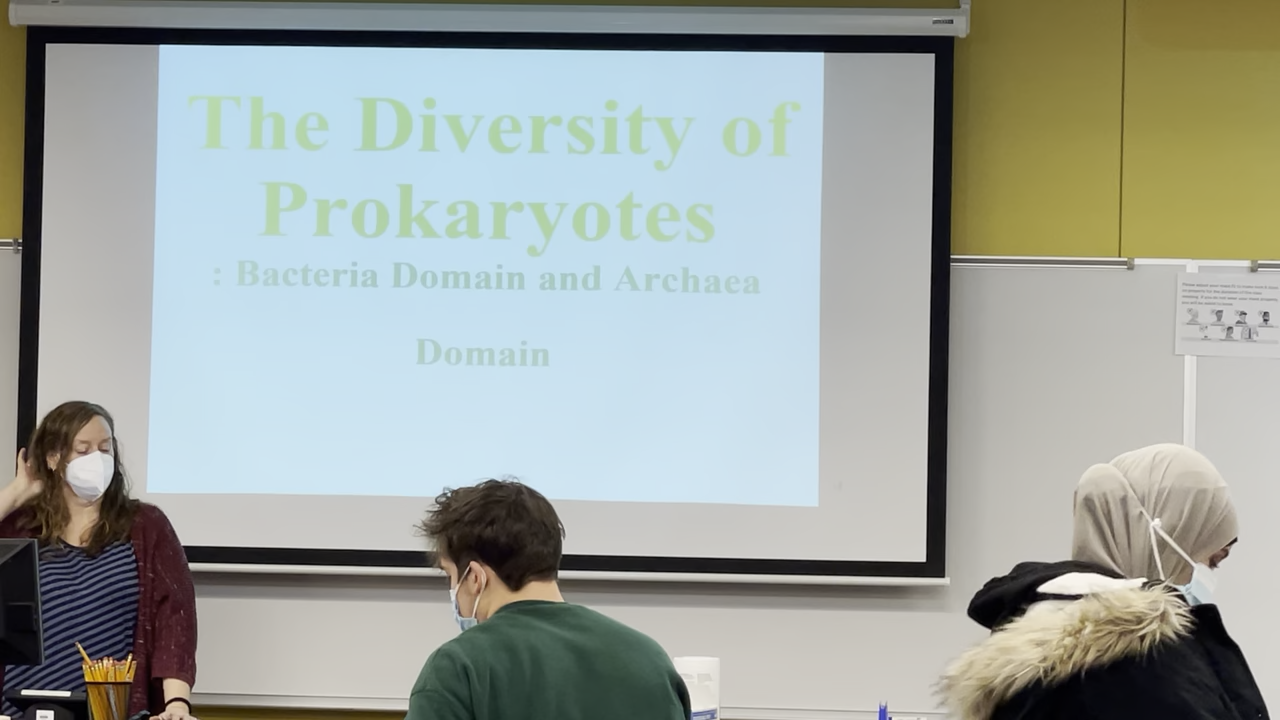 The Diversity of
Prokaryotes
: Bacteria Domain and Archaea
Domain